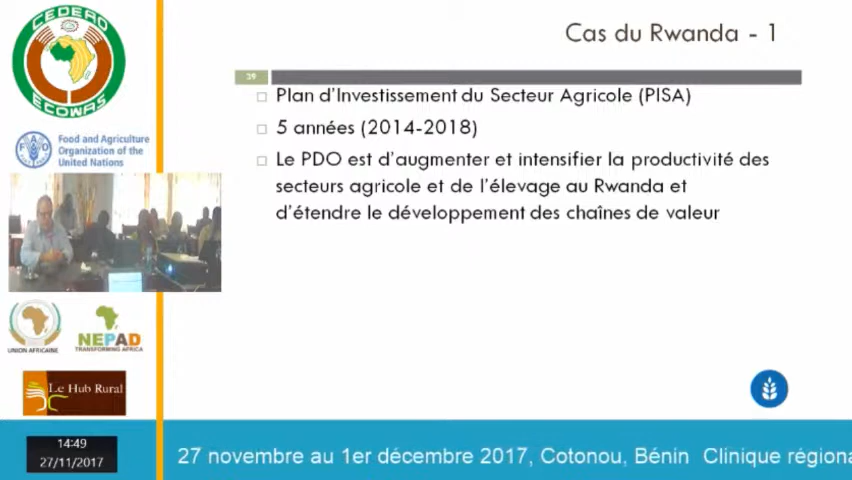 CEDEAO
ECOWAS
Cas du Rwanda - 1
39
Plan d'Investissement du Secteur Agricole (PISA)
5 années (2014-2018)
Le PDO est d'augmenter et intensifier la productivité des
secteurs agricole et de l'élevage au Rwanda et
d'étendre le développement des chaînes de valeur
FAO
Food and Agriculture
Organization of the
United Nations
UNION AFRICAINE
NEPAD
TRANSFORMING AFRICA
Le Hub Rural
14:49
27/11/2017
27 novembre au 1er décembre 2017, Cotonou, Bénin Clinique régiona